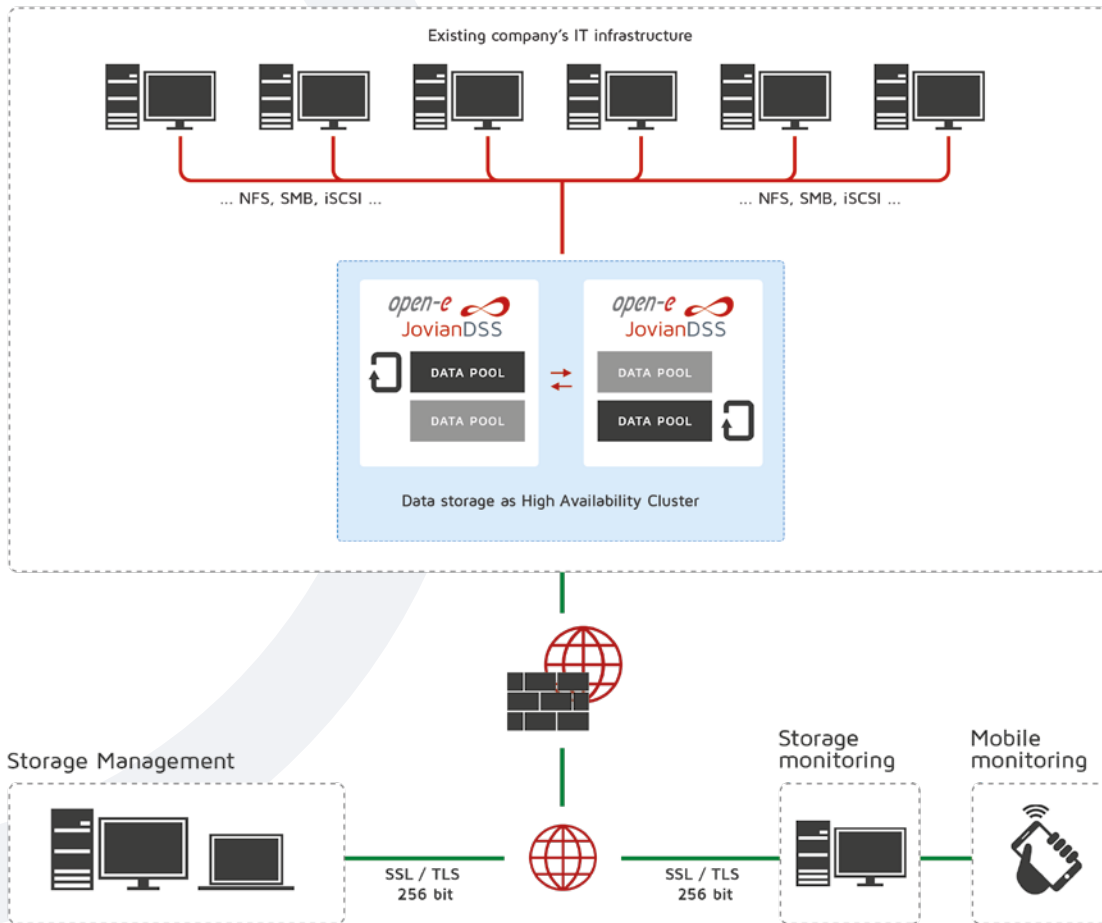 Existing company's IT infrastructure
... NFS, SMB, iSCSI ...
... NFS, SMB, iSCSI ...
open-e
JovianDSS
DATA POOL
DATA POOL
open-e
JovianDSS
DATA POOL
DATA POOL
Data storage as High Availability Cluster
Storage Management
SSL / TLS
256 bit
SSL / TLS
256 bit
Storage
monitoring
Mobile
monitoring